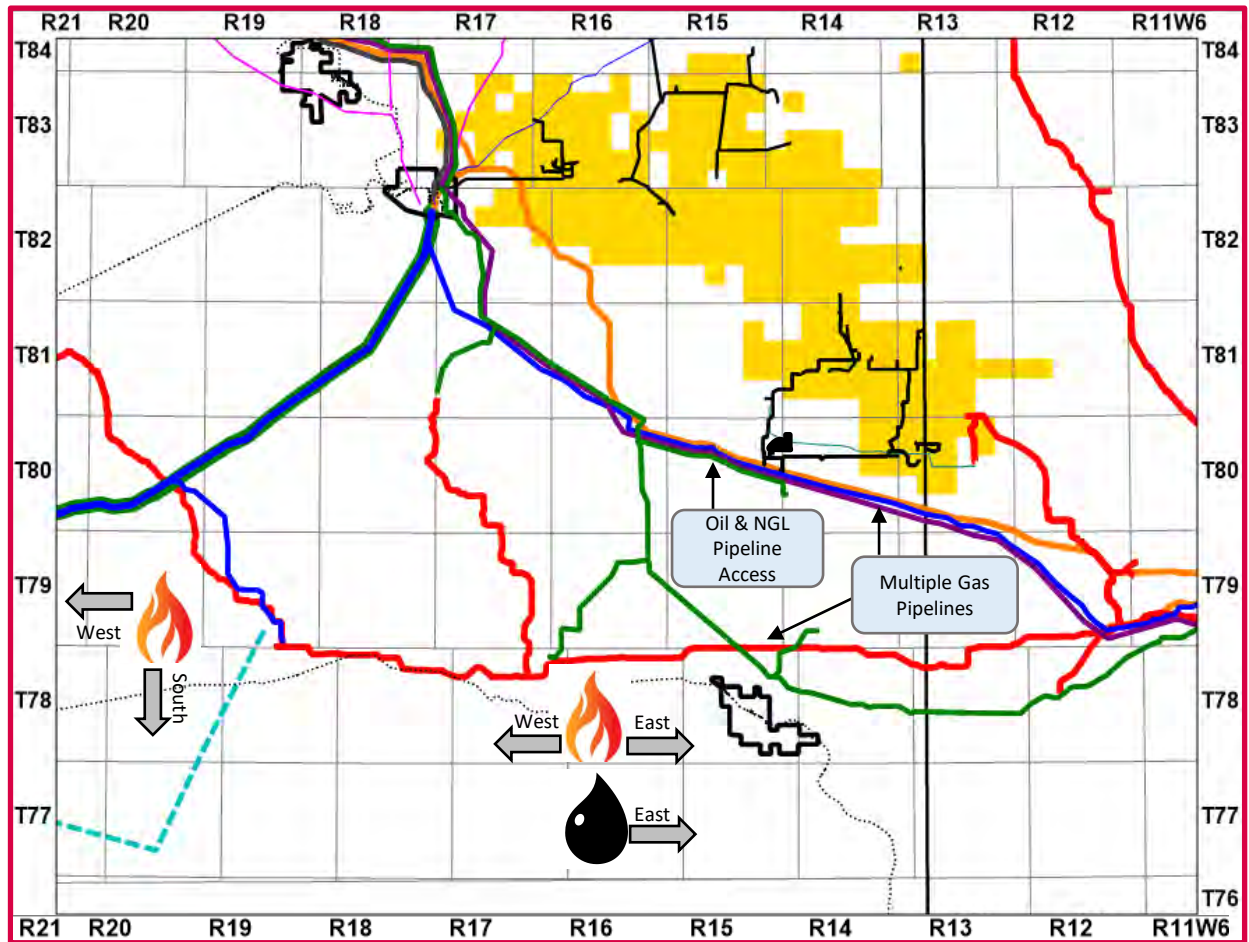 R21 R20 R19 R18 R17 R16 R15 R14 R13 R12 R11W6
T84 T84
T83 T83
T82 T82
T81 T81
T80 T80
Oil & NGL
Pipeline
Access
Multiple Gas
Pipelines
T79 T79
West
South
T78 T78
West East
T77 East T77
T76
R21 R20 R19 R18 R17 R16 R15 R14 R13 R12 R11W6